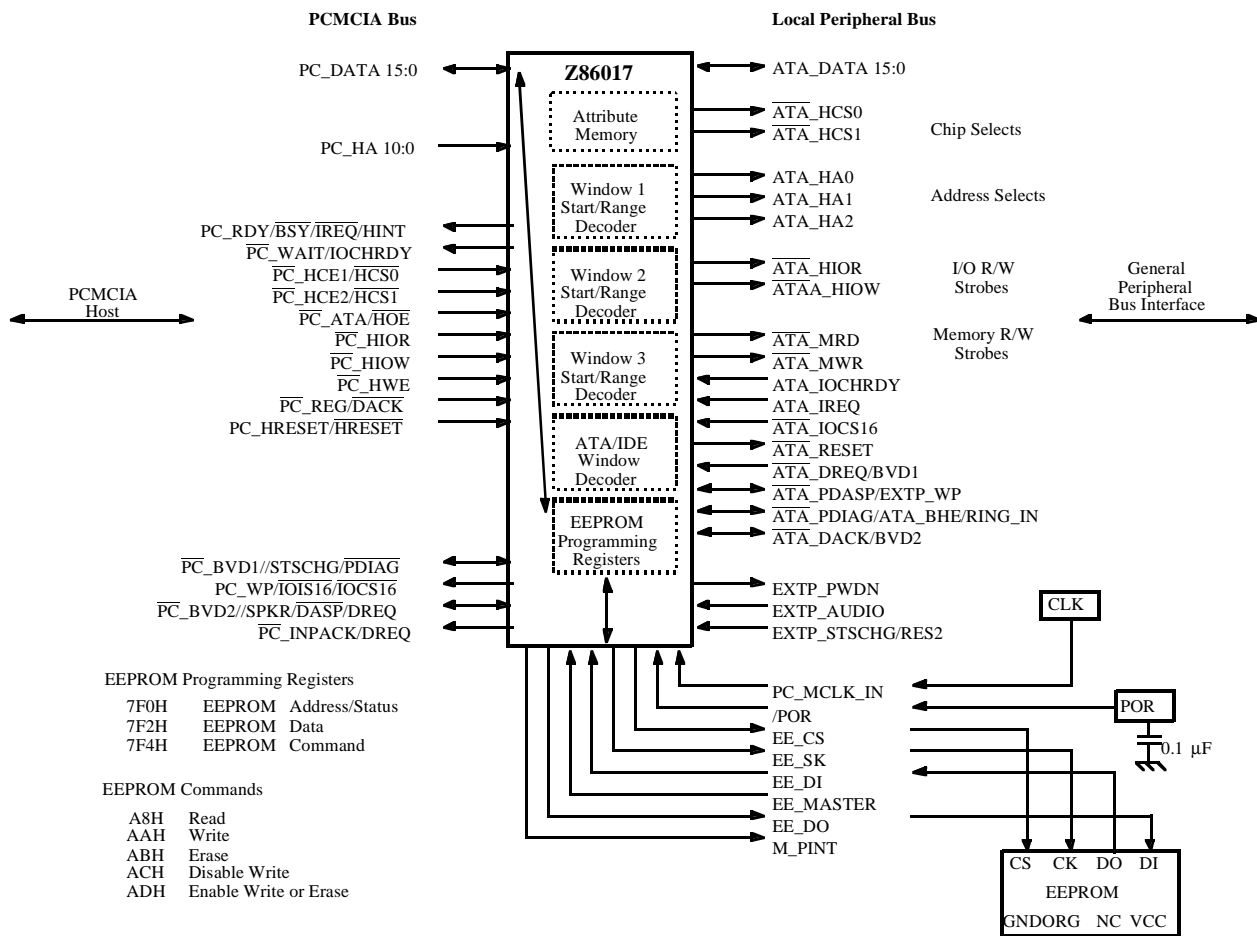 PCMCIA Bus
Local Peripheral Bus
Z86017
PC_DATA 15:0
PC_HA 10:0
PC_RDY/BSY/IREQ/HINT
PC_WAIT/IOCHRDY
PC_HCE1/HCS0
PC_HCE2/HCS1
PC_ATA/HOE
PC_HIOR
PC_HIOW
PC_HWE
PC_REG/DACK
PC_HRESET/HRESET
PCMCIA
Host
PC_BVD1//STSCHG/PDIAG
PC_WP/IOIS16/IOCS16
PC_BVD2//SPKR/DASP/DREQ
PC_INPACK/DREQ
Attribute
Memory
Window 1
Start/Range
Decoder
Window 2
Start/Range
Decoder
Window 3
Start/Range
Decoder
ATA/IDE
Window
Decoder
EEPROM
Programming
Registers
ATA_DATA 15:0
ATA_HCS0
ATA_HCS1
Chip Selects
ATA_HA0
ATA_HA1
ATA_HA2
Address Selects
ATA_HIOR
ATAA_HIOW
I/O R/W
Strobes
General
Peripheral
Bus Interface
ATA_MRD
ATA_MWR
Memory R/W
Strobes
ATA_IOCHRDY
ATA_IREQ
ATA_IOCS16
ATA_RESET
ATA_DREQ/BVD1
ATA_PDASP/EXTP_WP
ATA_PDIAG/ATA_BHE/RING_IN
ATA_DACK/BVD2
EXTP_PWDN
EXTP_AUDIO
EXTP_STSCHG/RES2
CLK
PC_MCLK_IN
/POR
POR
0.1 µF
EE_CS
EE_SK
EE_DI
EE_MASTER
EE_DO
M_PINT
CS CK DO DI
EEPROM
GNDORG NC VCC
EEPROM Programming Registers
7F0H EEPROM Address/Status
7F2H EEPROM Data
7F4H EEPROM Command
EEPROM Commands
A8H Read
AAH Write
ABH Erase
ACH Disable Write
ADH Enable Write or Erase